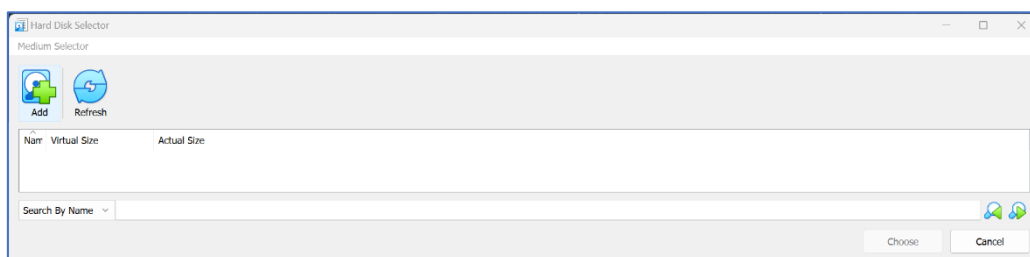 Hard Disk Selector
Medium Selector
Add Refresh
Nam Virtual Size Actual Size
Search By Name
Choose Cancel